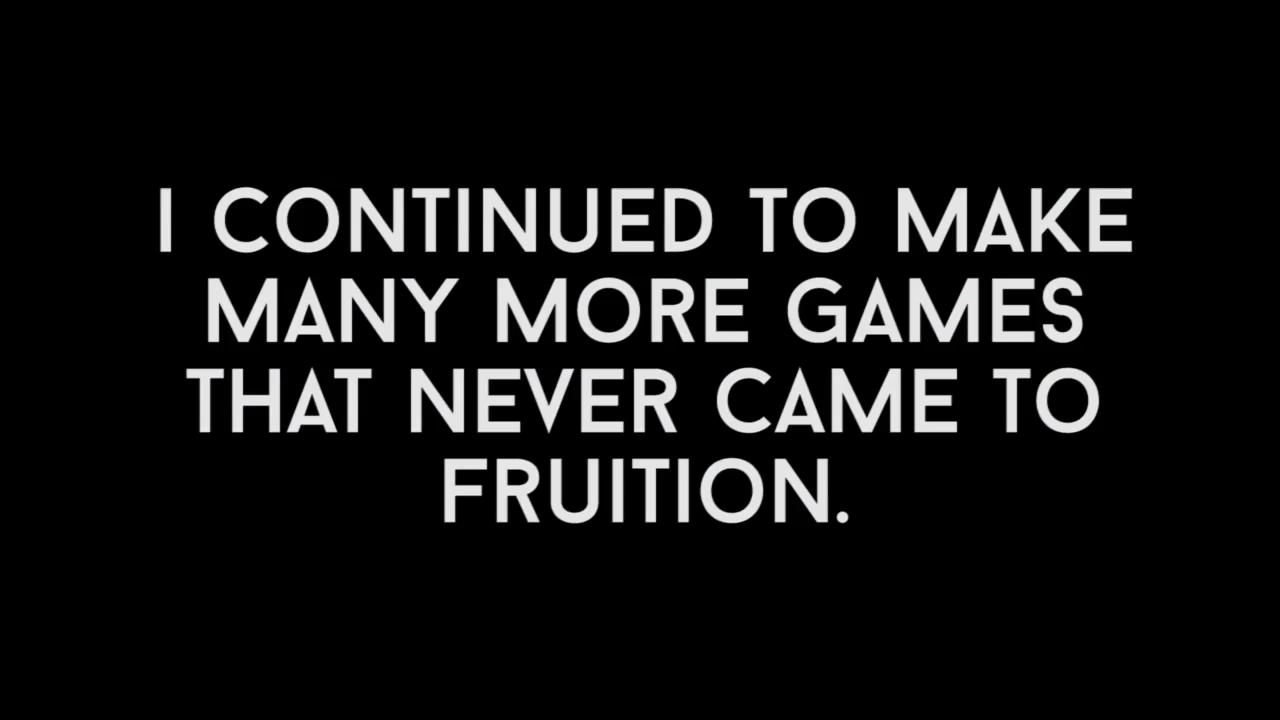 I CONTINUED TO MAKE
MANY MORE GAMES
THAT NEVER CAME TO
FRUITION.